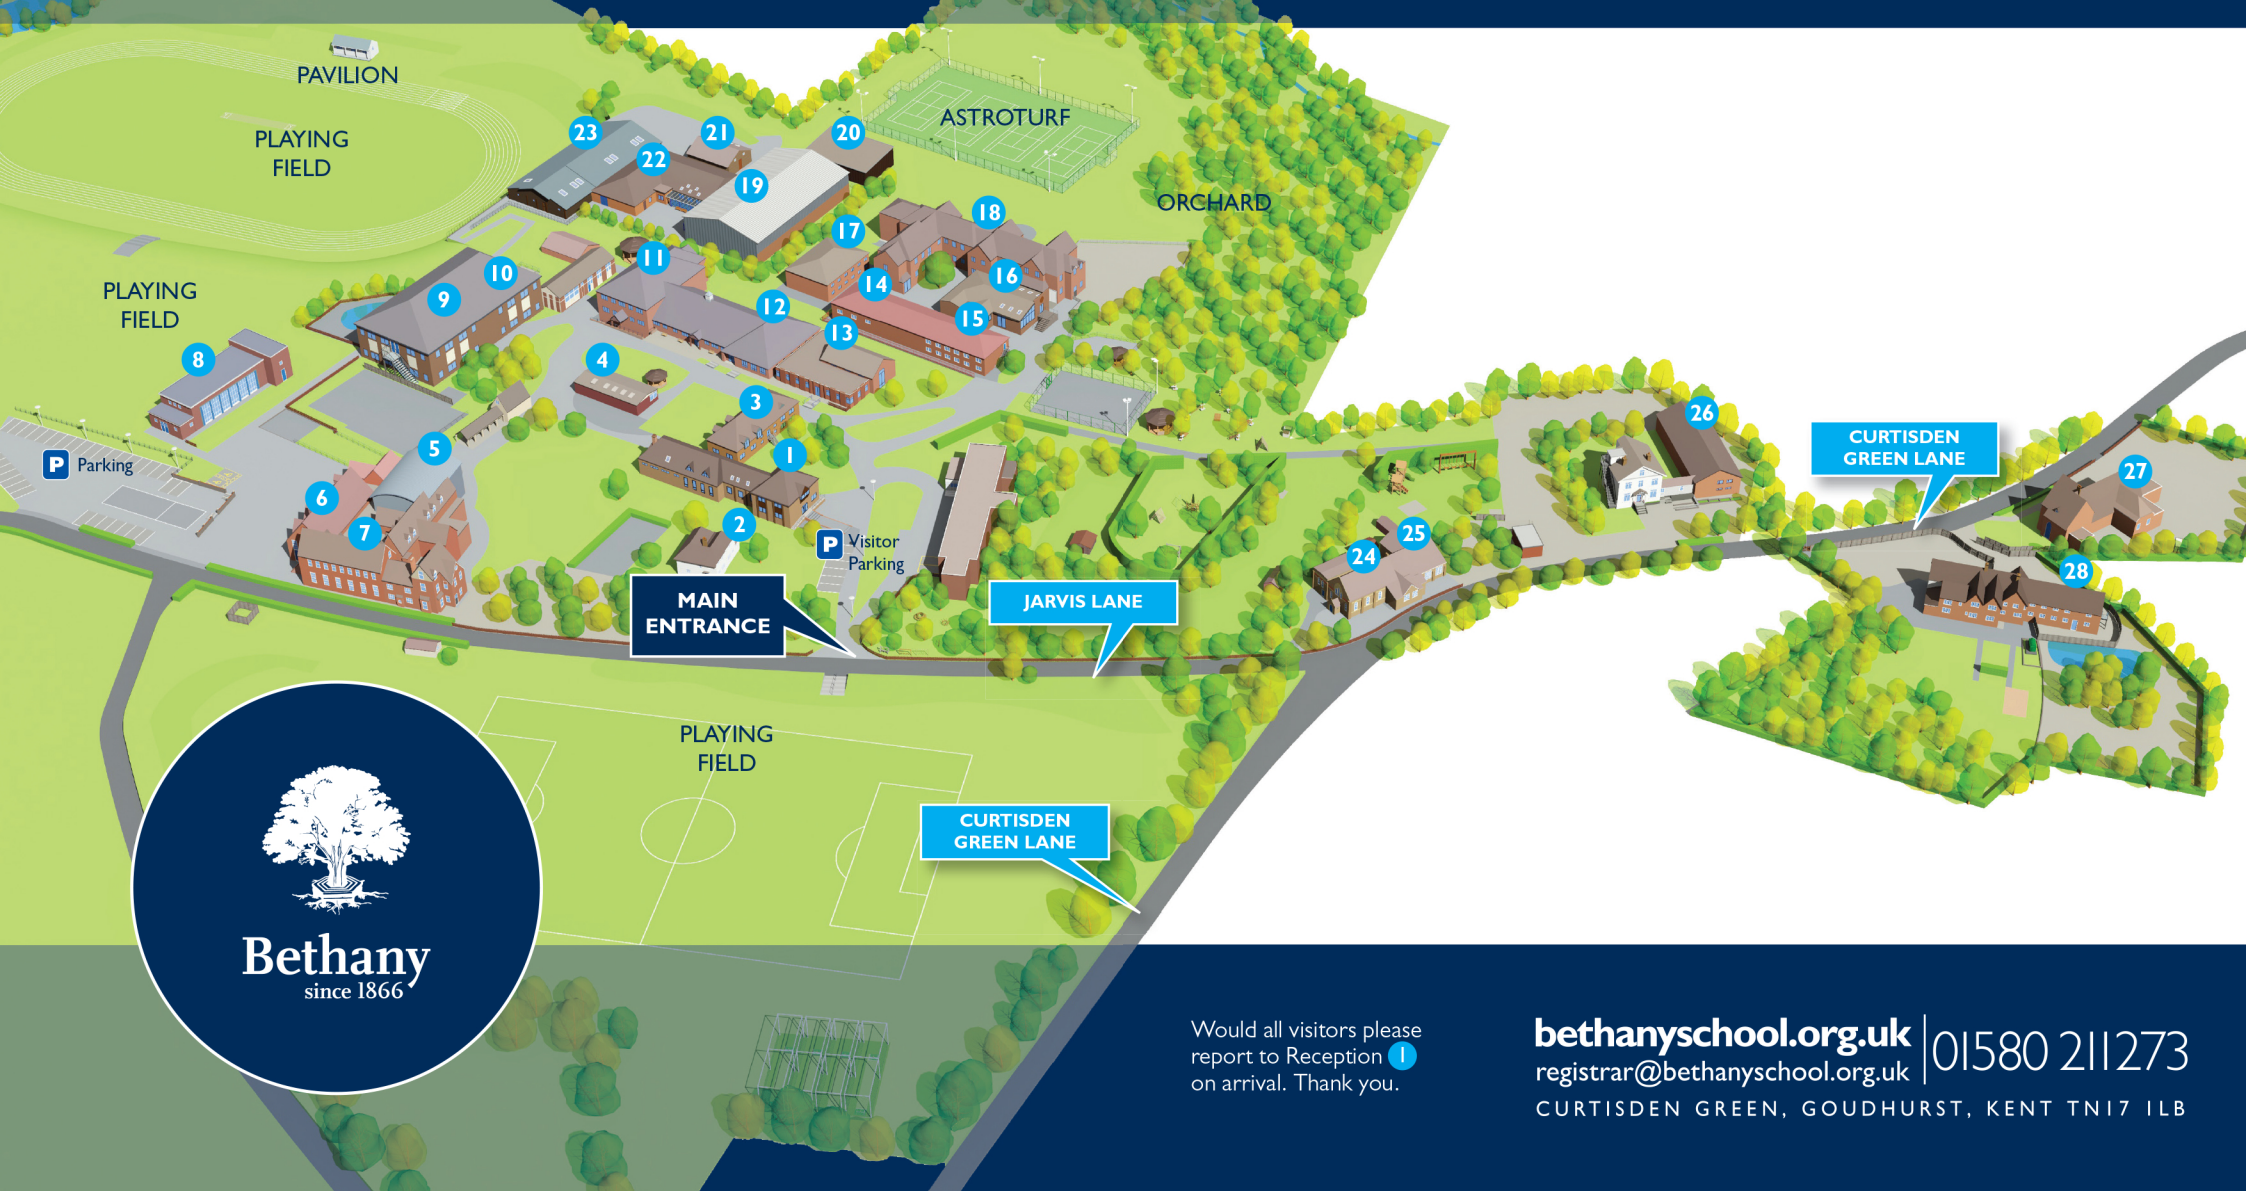 PAVILION
PLAYING
FIELD
ASTROTURF
ORCHARD
23
22
21
20
19
18
17
16
14
15
11
12
13
10
9
PLAYING
FIELD
8
4
3
1
5
6
7
2
P Parking
P Visitor
Parking
MAIN
ENTRANCE
JARVIS LANE
24
25
26
CURTISDEN
GREEN LANE
27
28
PLAYING
FIELD
CURTISDEN
GREEN LANE
Bethany
since 1866
Would all visitors please
report to Reception 1
on arrival. Thank you.
bethanyschool.org.uk
registrar@bethanyschool.org.uk
01580 211273
CURTISDEN GREEN, GOUDHURST, KENT TN17 1LB